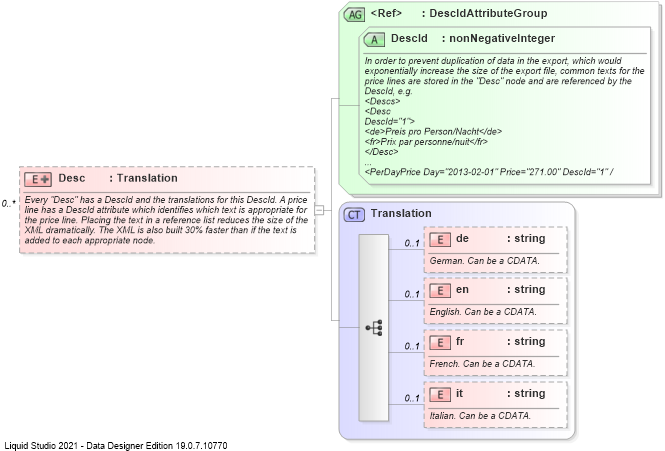 AG <Ref> : DescIdAttributeGroup
A DescId : nonNegativeInteger
In order to prevent duplication of data in the export, which would
exponentially increase the size of the export file, common texts for the
price lines are stored in the "Desc" node and are referenced by the
DescId, e.g.
<Descs>
<Desc
DescId="1">
<de>Preis pro Person/Nacht</de>
<fr>Prix par personne/nuit</fr>
</Desc>
...
<PerDayPrice Day="2013-02-01" Price="271.00" DescId="1" /
0..*
E Desc : Translation
Every "Desc" has a DescId and the translations for this DescId. A price
line has a DescId attribute which identifies which text is appropriate for
the price line. Placing the text in a reference list reduces the size of the
XML dramatically. The XML is also built 30% faster than if the text is
added to each appropriate node.
CT Translation
0..1 E de : string
German. Can be a CDATA.
0..1 E en : string
English. Can be a CDATA.
0..1 E fr : string
French. Can be a CDATA.
0..1 E it : string
Italian. Can be a CDATA.
Liquid Studio 2021 - Data Designer Edition 19.0.7.10770